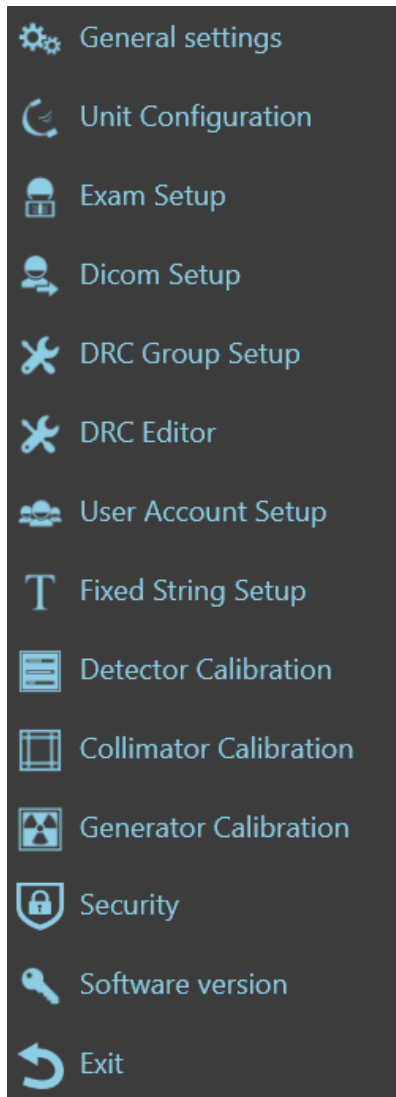 General settings
Unit Configuration
Exam Setup
Dicom Setup
DRC Group Setup
DRC Editor
User Account Setup
Fixed String Setup
Detector Calibration
Collimator Calibration
Generator Calibration
Security
Software version
Exit